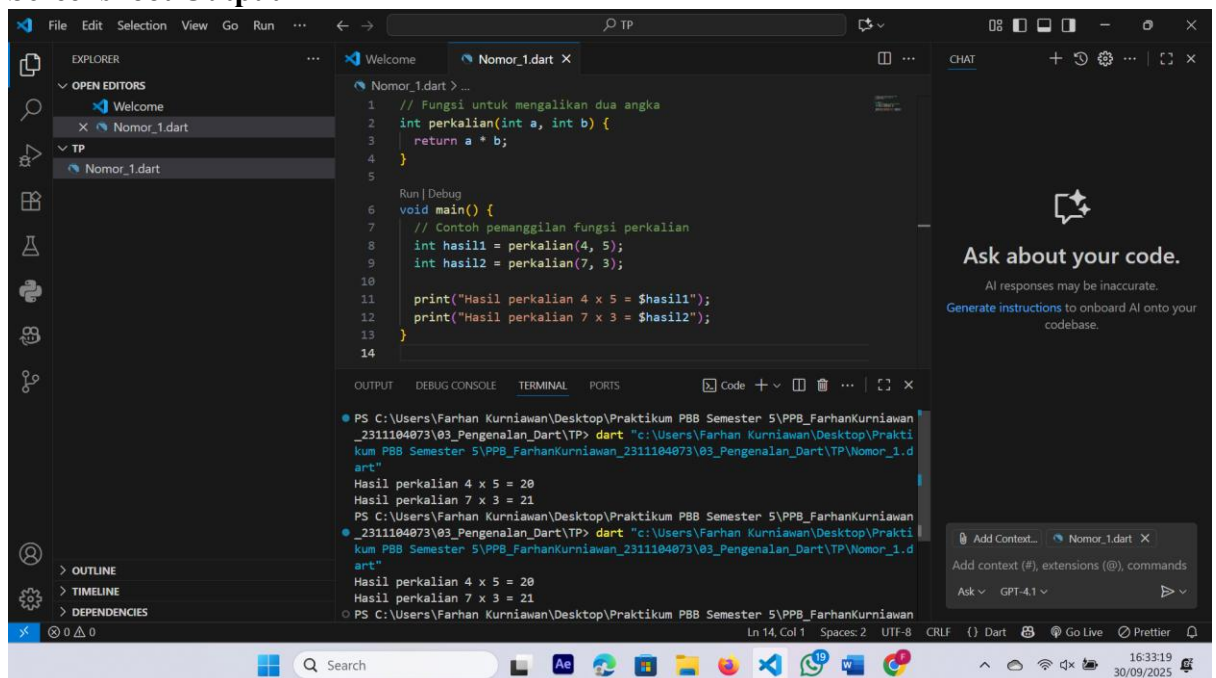 Screenshoot Output
File Edit Selection View Go Run ...
TP
EXPLORER
OPEN EDITORS
Welcome
Nomor_1.dart
TP
Nomor_1.dart
OUTLINE
TIMELINE
DEPENDENCIES
Welcome
Nomor_1.dart
Nomor_1.dart > ...
1 // Fungsi untuk mengalikan dua angka
2 int perkalian(int a, int b) {
3 return a * b;
4 }
5
Run | Debug
6 void main() {
7 // Contoh pemanggilan fungsi perkalian
8 int hasil1 = perkalian(4, 5);
9 int hasil2 = perkalian(7, 3);
10
11 print("Hasil perkalian 4 x 5 = $hasil1");
12 print("Hasil perkalian 7 x 3 = $hasil2");
13 }
14
OUTPUT DEBUG CONSOLE TERMINAL PORTS
Code
PS C:\Users\Farhan Kurniawan\Desktop\Praktikum PBB Semester 5\PPB_FarhanKurniawan
_2311104073\03_Pengenalan_Dart\TP> dart "c:\Users\Farhan Kurniawan\Desktop\Prakti
kum PBB Semester 5\PPB_FarhanKurniawan_2311104073\03_Pengenalan_Dart\TP\Nomor_1.d
art"
Hasil perkalian 4 x 5 = 20
Hasil perkalian 7 x 3 = 21
PS C:\Users\Farhan Kurniawan\Desktop\Praktikum PBB Semester 5\PPB_FarhanKurniawan
_2311104073\03_Pengenalan_Dart\TP> dart "c:\Users\Farhan Kurniawan\Desktop\Prakti
kum PBB Semester 5\PPB_FarhanKurniawan_2311104073\03_Pengenalan_Dart\TP\Nomor_1.d
art"
Hasil perkalian 4 x 5 = 20
Hasil perkalian 7 x 3 = 21
PS C:\Users\Farhan Kurniawan\Desktop\Praktikum PBB Semester 5\PPB_FarhanKurniawan
CHAT
Ask about your code.
AI responses may be inaccurate.
Generate instructions to onboard AI onto your
codebase.
Add Context... Nomor_1.dart
Add context (#), extensions (@), commands
Ask GPT-4.1
0 0
Ln 14, Col 1 Spaces: 2 UTF-8 CRLF {} Dart Go Live Prettier
Search
Ae
19
16:33:19
30/09/2025